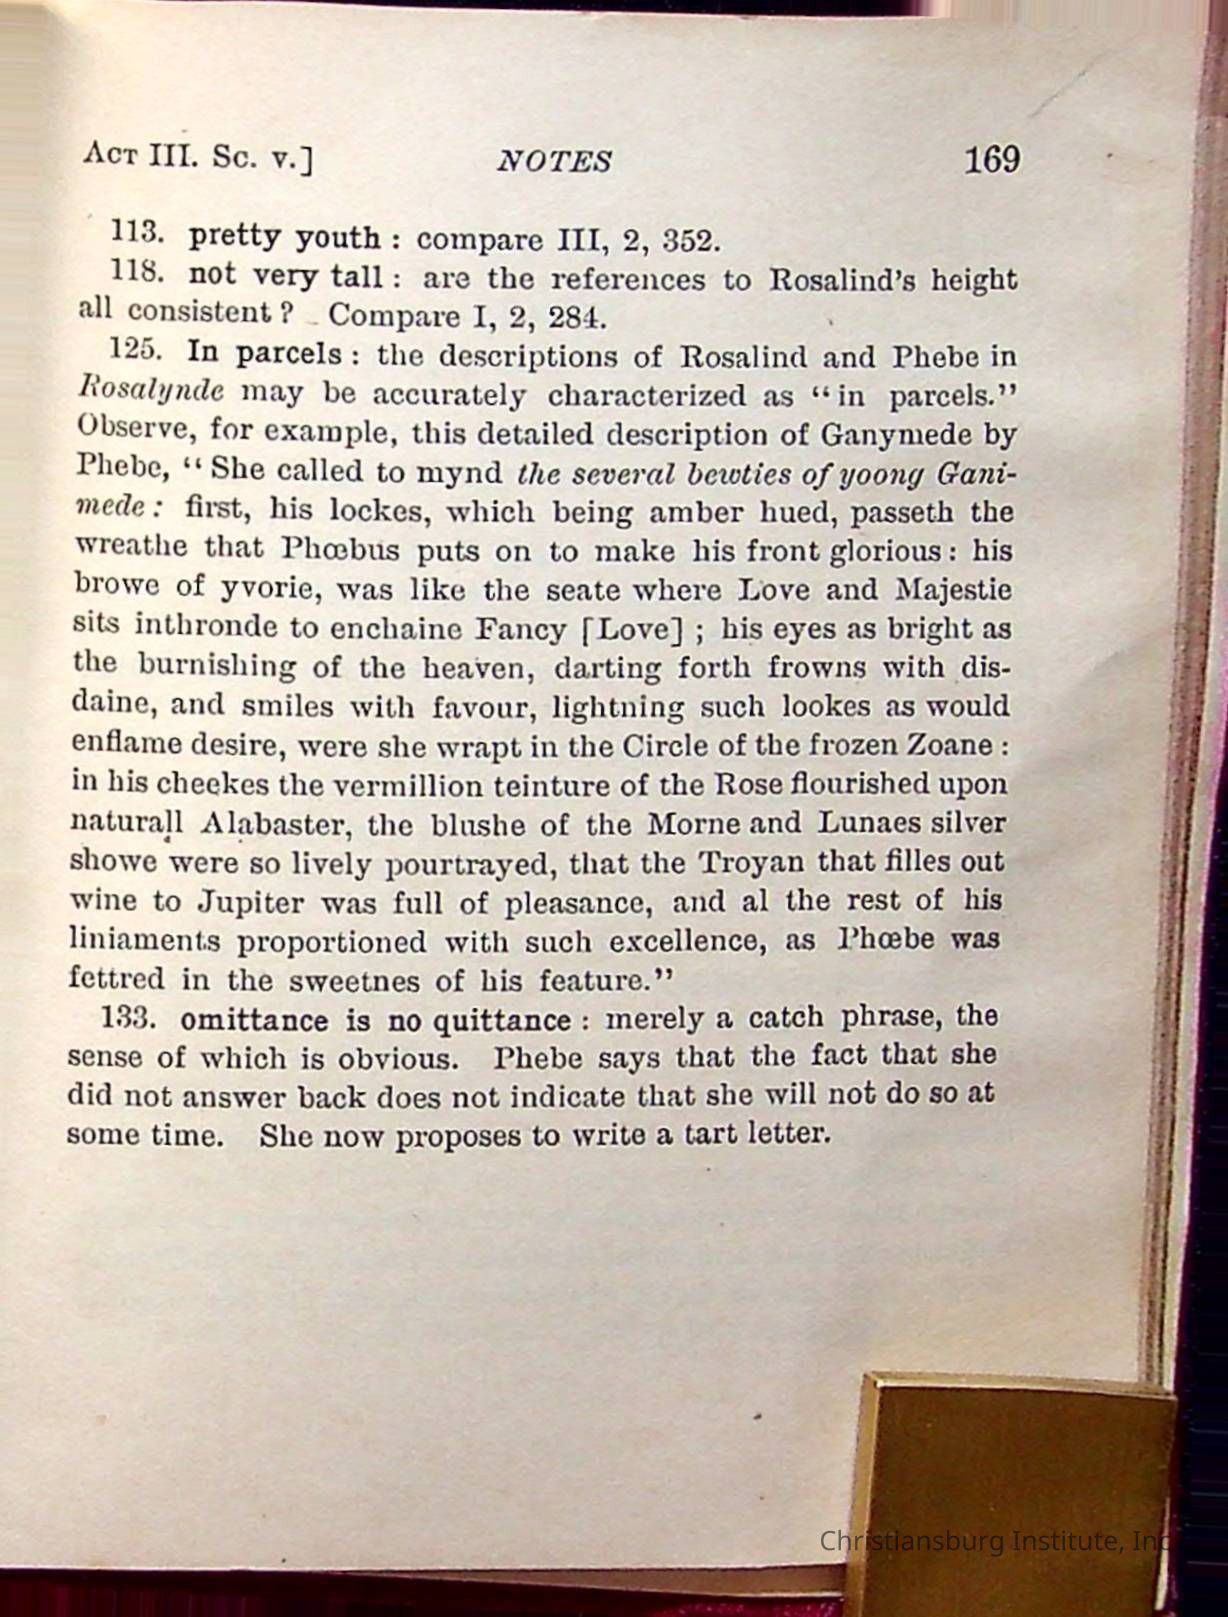 ACT III. Sc. v.] NOTES 169
113. pretty youth : compare III, 2, 352.
118. not very tall : are the references to Rosalind's height
all consistent ? Compare I, 2, 284.
125. In parcels : the descriptions of Rosalind and Phebe in
Rosalynde may be accurately characterized as “in parcels.”
Observe, for example, this detailed description of Ganymede by
Phebe, “ She called to mynd the several bewties of yoong Gani-
mede : first, his lockes, which being amber hued, passeth the
wreathe that Phœbus puts on to make his front glorious : his
browe of yvorie, was like the seate where Love and Majestie
sits inthronde to enchaine Fancy [Love] ; his eyes as bright as
the burnishing of the heaven, darting forth frowns with dis-
daine, and smiles with favour, lightning such lookes as would
enflame desire, were she wrapt in the Circle of the frozen Zoane :
in his cheekes the vermillion teinture of the Rose flourished upon
naturall Alabaster, the blushe of the Morne and Lunaes silver
showe were so lively pourtrayed, that the Troyan that filles out
wine to Jupiter was full of pleasance, and al the rest of his
liniaments proportioned with such excellence, as Phœbe was
fettred in the sweetnes of his feature.”
133. omittance is no quittance : merely a catch phrase, the
sense of which is obvious. Phebe says that the fact that she
did not answer back does not indicate that she will not do so at
some time. She now proposes to write a tart letter.
Christiansburg Institute, Inc